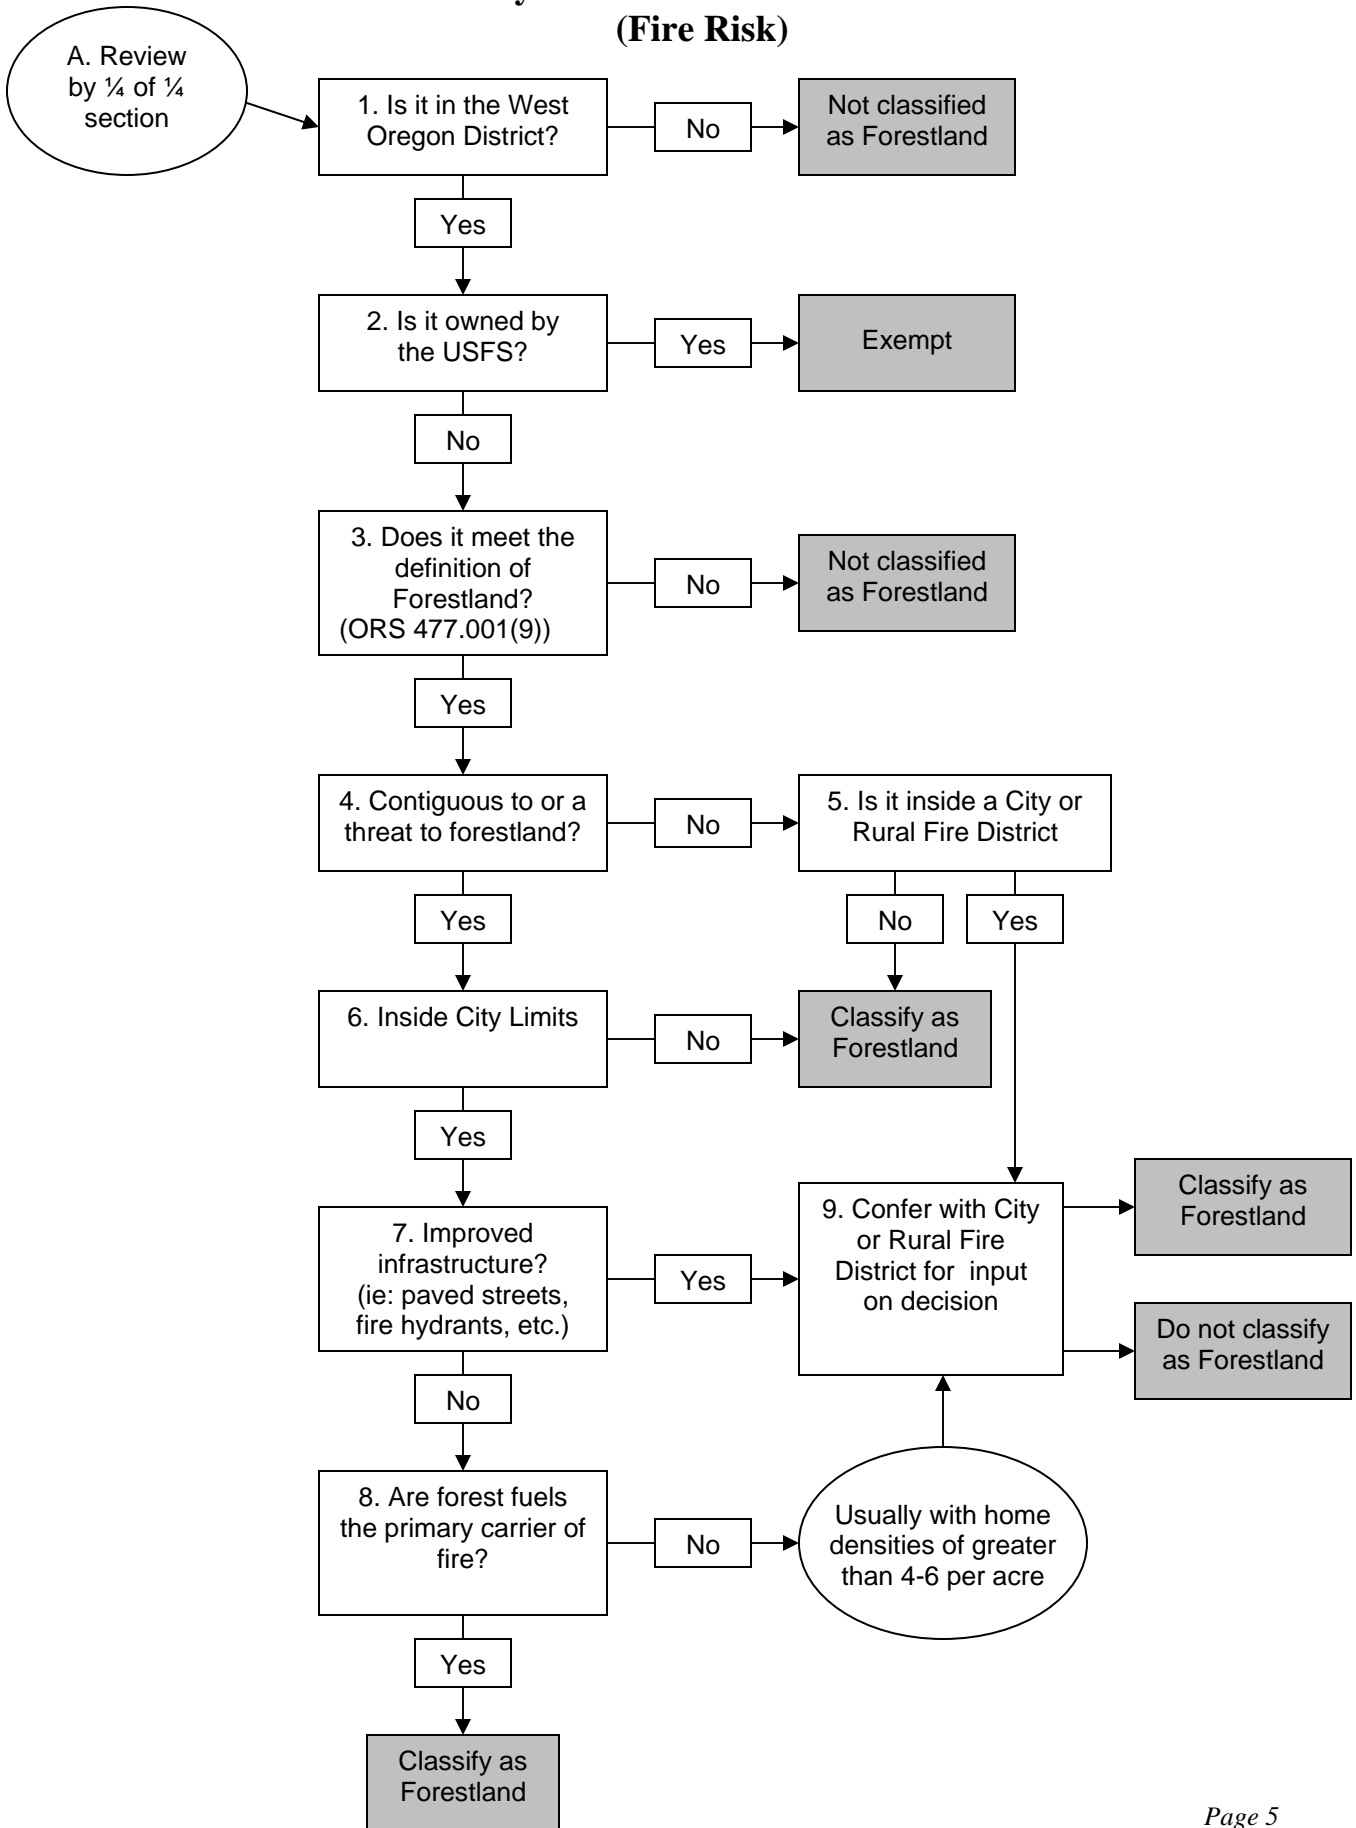 (Fire Risk)
A. Review
by ¼ of ¼
section
1. Is it in the West
Oregon District?
No
Not classified
as Forestland
Yes
2. Is it owned by
the USFS?
Yes
Exempt
No
3. Does it meet the
definition of
Forestland?
(ORS 477.001(9))
No
Not classified
as Forestland
Yes
4. Contiguous to or a
threat to forestland?
No
5. Is it inside a City or
Rural Fire District
Yes
No
Yes
6. Inside City Limits
No
Classify as
Forestland
Yes
7. Improved
infrastructure?
(ie: paved streets,
fire hydrants, etc.)
Yes
9. Confer with City
or Rural Fire
District for  input
on decision
Classify as
Forestland
Do not classify
as Forestland
No
8. Are forest fuels
the primary carrier of
fire?
No
Usually with home
densities of greater
than 4-6 per acre
Yes
Classify as
Forestland
Page 5